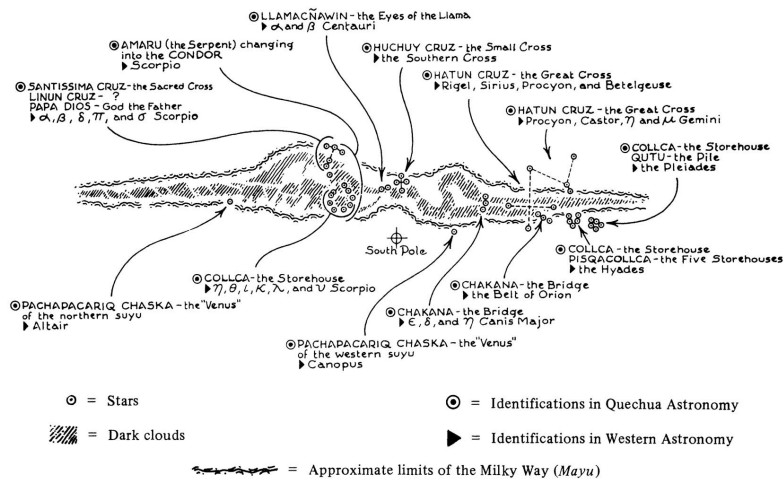 ⦿ LLAMACÑAWIN - the Eyes of the Llama
▶ α and β Centauri
⦿ AMARU (the Serpent) changing
into the CONDOR
▶ Scorpio
⦿ HUCHUY CRUZ - the Small Cross
▶ the Southern Cross
⦿ SANTISSIMA CRUZ - the Sacred Cross
LINUN CRUZ - ?
PAPA DIOS - God the Father
▶ α, β, δ, π, and σ Scorpio
⦿ HATUN CRUZ - the Great Cross
▶ Rigel, Sirius, Procyon, and Betelgeuse
⦿ HATUN CRUZ - the Great Cross
▶ Procyon, Castor, η and μ Gemini
⦿ COLLCA - the Storehouse
QUTU - the Pile
▶ the Pleiades
South Pole
⦿ COLLCA - the Storehouse
▶ η, θ, ι, κ, λ, and υ Scorpio
⦿ COLLCA - the Storehouse
PISQACOLLCA - the Five Storehouses
▶ the Hyades
⦿ PACHAPACARIQ CHASKA - the "Venus"
of the northern suyu
▶ Altair
⦿ CHAKANA - the Bridge
▶ the Belt of Orion
⦿ CHAKANA - the Bridge
▶ ε, δ, and η Canis Major
⦿ PACHAPACARIQ CHASKA - the "Venus"
of the western suyu
▶ Canopus
⊙ = Stars
⦿ = Identifications in Quechua Astronomy
= Dark clouds
▶ = Identifications in Western Astronomy
= Approximate limits of the Milky Way (Mayu)